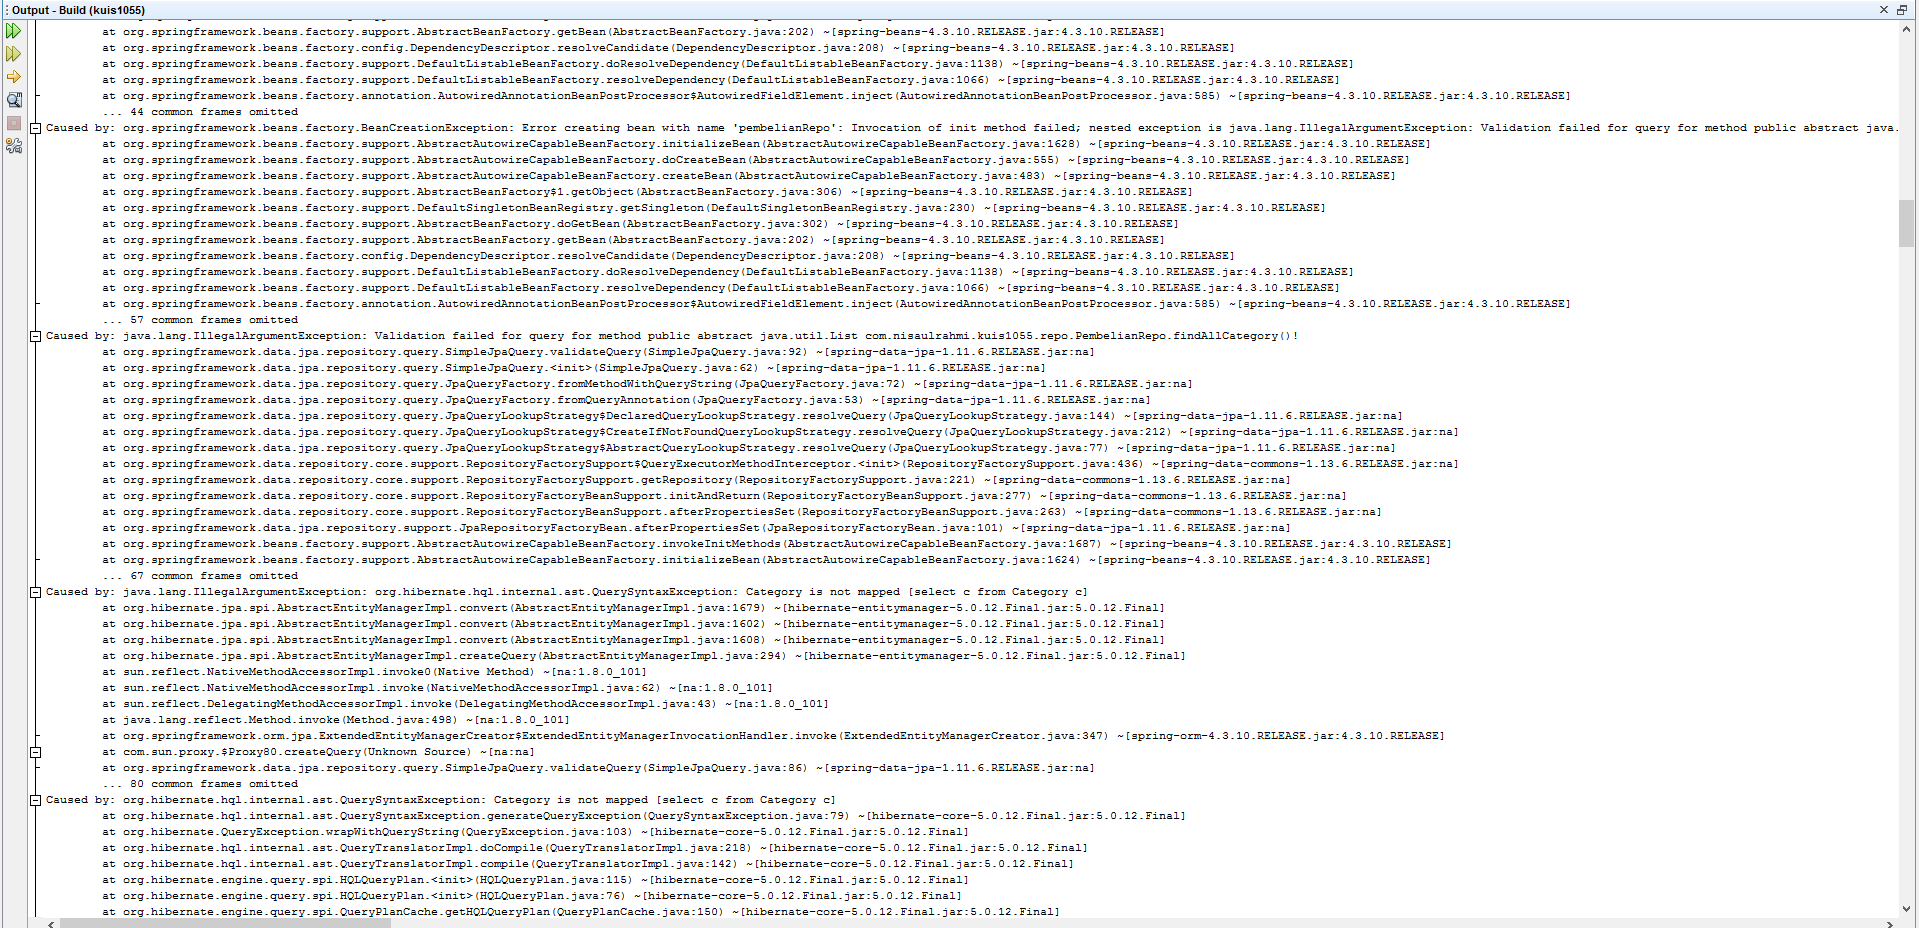 Output - Build (kuis1055)
at org.springframework.beans.factory.support.AbstractBeanFactory.getBean(AbstractBeanFactory.java:202) ~[spring-beans-4.3.10.RELEASE.jar:4.3.10.RELEASE]
at org.springframework.beans.factory.config.DependencyDescriptor.resolveCandidate(DependencyDescriptor.java:208) ~[spring-beans-4.3.10.RELEASE.jar:4.3.10.RELEASE]
at org.springframework.beans.factory.support.DefaultListableBeanFactory.doResolveDependency(DefaultListableBeanFactory.java:1138) ~[spring-beans-4.3.10.RELEASE.jar:4.3.10.RELEASE]
at org.springframework.beans.factory.support.DefaultListableBeanFactory.resolveDependency(DefaultListableBeanFactory.java:1066) ~[spring-beans-4.3.10.RELEASE.jar:4.3.10.RELEASE]
at org.springframework.beans.factory.annotation.AutowiredAnnotationBeanPostProcessor$AutowiredFieldElement.inject(AutowiredAnnotationBeanPostProcessor.java:585) ~[spring-beans-4.3.10.RELEASE.jar:4.3.10.RELEASE]
... 44 common frames omitted
Caused by: org.springframework.beans.factory.BeanCreationException: Error creating bean with name 'pembelianRepo': Invocation of init method failed; nested exception is java.lang.IllegalArgumentException: Validation failed for query for method public abstract java.
at org.springframework.beans.factory.support.AbstractAutowireCapableBeanFactory.initializeBean(AbstractAutowireCapableBeanFactory.java:1628) ~[spring-beans-4.3.10.RELEASE.jar:4.3.10.RELEASE]
at org.springframework.beans.factory.support.AbstractAutowireCapableBeanFactory.doCreateBean(AbstractAutowireCapableBeanFactory.java:555) ~[spring-beans-4.3.10.RELEASE.jar:4.3.10.RELEASE]
at org.springframework.beans.factory.support.AbstractAutowireCapableBeanFactory.createBean(AbstractAutowireCapableBeanFactory.java:483) ~[spring-beans-4.3.10.RELEASE.jar:4.3.10.RELEASE]
at org.springframework.beans.factory.support.AbstractBeanFactory$1.getObject(AbstractBeanFactory.java:306) ~[spring-beans-4.3.10.RELEASE.jar:4.3.10.RELEASE]
at org.springframework.beans.factory.support.DefaultSingletonBeanRegistry.getSingleton(DefaultSingletonBeanRegistry.java:230) ~[spring-beans-4.3.10.RELEASE.jar:4.3.10.RELEASE]
at org.springframework.beans.factory.support.AbstractBeanFactory.doGetBean(AbstractBeanFactory.java:302) ~[spring-beans-4.3.10.RELEASE.jar:4.3.10.RELEASE]
at org.springframework.beans.factory.support.AbstractBeanFactory.getBean(AbstractBeanFactory.java:202) ~[spring-beans-4.3.10.RELEASE.jar:4.3.10.RELEASE]
at org.springframework.beans.factory.config.DependencyDescriptor.resolveCandidate(DependencyDescriptor.java:208) ~[spring-beans-4.3.10.RELEASE.jar:4.3.10.RELEASE]
at org.springframework.beans.factory.support.DefaultListableBeanFactory.doResolveDependency(DefaultListableBeanFactory.java:1138) ~[spring-beans-4.3.10.RELEASE.jar:4.3.10.RELEASE]
at org.springframework.beans.factory.support.DefaultListableBeanFactory.resolveDependency(DefaultListableBeanFactory.java:1066) ~[spring-beans-4.3.10.RELEASE.jar:4.3.10.RELEASE]
at org.springframework.beans.factory.annotation.AutowiredAnnotationBeanPostProcessor$AutowiredFieldElement.inject(AutowiredAnnotationBeanPostProcessor.java:585) ~[spring-beans-4.3.10.RELEASE.jar:4.3.10.RELEASE]
... 57 common frames omitted
Caused by: java.lang.IllegalArgumentException: Validation failed for query for method public abstract java.util.List com.nisaulrahmi.kuis1055.repo.PembelianRepo.findAllCategory()!
at org.springframework.data.jpa.repository.query.SimpleJpaQuery.validateQuery(SimpleJpaQuery.java:92) ~[spring-data-jpa-1.11.6.RELEASE.jar:na]
at org.springframework.data.jpa.repository.query.SimpleJpaQuery.<init>(SimpleJpaQuery.java:62) ~[spring-data-jpa-1.11.6.RELEASE.jar:na]
at org.springframework.data.jpa.repository.query.JpaQueryFactory.fromMethodWithQueryString(JpaQueryFactory.java:72) ~[spring-data-jpa-1.11.6.RELEASE.jar:na]
at org.springframework.data.jpa.repository.query.JpaQueryFactory.fromQueryAnnotation(JpaQueryFactory.java:53) ~[spring-data-jpa-1.11.6.RELEASE.jar:na]
at org.springframework.data.jpa.repository.query.JpaQueryLookupStrategy$DeclaredQueryLookupStrategy.resolveQuery(JpaQueryLookupStrategy.java:144) ~[spring-data-jpa-1.11.6.RELEASE.jar:na]
at org.springframework.data.jpa.repository.query.JpaQueryLookupStrategy$CreateIfNotFoundQueryLookupStrategy.resolveQuery(JpaQueryLookupStrategy.java:212) ~[spring-data-jpa-1.11.6.RELEASE.jar:na]
at org.springframework.data.jpa.repository.query.JpaQueryLookupStrategy$AbstractQueryLookupStrategy.resolveQuery(JpaQueryLookupStrategy.java:77) ~[spring-data-jpa-1.11.6.RELEASE.jar:na]
at org.springframework.data.repository.core.support.RepositoryFactorySupport$QueryExecutorMethodInterceptor.<init>(RepositoryFactorySupport.java:436) ~[spring-data-commons-1.13.6.RELEASE.jar:na]
at org.springframework.data.repository.core.support.RepositoryFactorySupport.getRepository(RepositoryFactorySupport.java:221) ~[spring-data-commons-1.13.6.RELEASE.jar:na]
at org.springframework.data.repository.core.support.RepositoryFactoryBeanSupport.initAndReturn(RepositoryFactoryBeanSupport.java:277) ~[spring-data-commons-1.13.6.RELEASE.jar:na]
at org.springframework.data.repository.core.support.RepositoryFactoryBeanSupport.afterPropertiesSet(RepositoryFactoryBeanSupport.java:263) ~[spring-data-commons-1.13.6.RELEASE.jar:na]
at org.springframework.data.jpa.repository.support.JpaRepositoryFactoryBean.afterPropertiesSet(JpaRepositoryFactoryBean.java:101) ~[spring-data-jpa-1.11.6.RELEASE.jar:na]
at org.springframework.beans.factory.support.AbstractAutowireCapableBeanFactory.invokeInitMethods(AbstractAutowireCapableBeanFactory.java:1687) ~[spring-beans-4.3.10.RELEASE.jar:4.3.10.RELEASE]
at org.springframework.beans.factory.support.AbstractAutowireCapableBeanFactory.initializeBean(AbstractAutowireCapableBeanFactory.java:1624) ~[spring-beans-4.3.10.RELEASE.jar:4.3.10.RELEASE]
... 67 common frames omitted
Caused by: java.lang.IllegalArgumentException: org.hibernate.hql.internal.ast.QuerySyntaxException: Category is not mapped [select c from Category c]
at org.hibernate.jpa.spi.AbstractEntityManagerImpl.convert(AbstractEntityManagerImpl.java:1679) ~[hibernate-entitymanager-5.0.12.Final.jar:5.0.12.Final]
at org.hibernate.jpa.spi.AbstractEntityManagerImpl.convert(AbstractEntityManagerImpl.java:1602) ~[hibernate-entitymanager-5.0.12.Final.jar:5.0.12.Final]
at org.hibernate.jpa.spi.AbstractEntityManagerImpl.convert(AbstractEntityManagerImpl.java:1608) ~[hibernate-entitymanager-5.0.12.Final.jar:5.0.12.Final]
at org.hibernate.jpa.spi.AbstractEntityManagerImpl.createQuery(AbstractEntityManagerImpl.java:294) ~[hibernate-entitymanager-5.0.12.Final.jar:5.0.12.Final]
at sun.reflect.NativeMethodAccessorImpl.invoke0(Native Method) ~[na:1.8.0_101]
at sun.reflect.NativeMethodAccessorImpl.invoke(NativeMethodAccessorImpl.java:62) ~[na:1.8.0_101]
at sun.reflect.DelegatingMethodAccessorImpl.invoke(DelegatingMethodAccessorImpl.java:43) ~[na:1.8.0_101]
at java.lang.reflect.Method.invoke(Method.java:498) ~[na:1.8.0_101]
at org.springframework.orm.jpa.ExtendedEntityManagerCreator$ExtendedEntityManagerInvocationHandler.invoke(ExtendedEntityManagerCreator.java:347) ~[spring-orm-4.3.10.RELEASE.jar:4.3.10.RELEASE]
at com.sun.proxy.$Proxy80.createQuery(Unknown Source) ~[na:na]
at org.springframework.data.jpa.repository.query.SimpleJpaQuery.validateQuery(SimpleJpaQuery.java:86) ~[spring-data-jpa-1.11.6.RELEASE.jar:na]
... 80 common frames omitted
Caused by: org.hibernate.hql.internal.ast.QuerySyntaxException: Category is not mapped [select c from Category c]
at org.hibernate.hql.internal.ast.QuerySyntaxException.generateQueryException(QuerySyntaxException.java:79) ~[hibernate-core-5.0.12.Final.jar:5.0.12.Final]
at org.hibernate.QueryException.wrapWithQueryString(QueryException.java:103) ~[hibernate-core-5.0.12.Final.jar:5.0.12.Final]
at org.hibernate.hql.internal.ast.QueryTranslatorImpl.doCompile(QueryTranslatorImpl.java:218) ~[hibernate-core-5.0.12.Final.jar:5.0.12.Final]
at org.hibernate.hql.internal.ast.QueryTranslatorImpl.compile(QueryTranslatorImpl.java:142) ~[hibernate-core-5.0.12.Final.jar:5.0.12.Final]
at org.hibernate.engine.query.spi.HQLQueryPlan.<init>(HQLQueryPlan.java:115) ~[hibernate-core-5.0.12.Final.jar:5.0.12.Final]
at org.hibernate.engine.query.spi.HQLQueryPlan.<init>(HQLQueryPlan.java:76) ~[hibernate-core-5.0.12.Final.jar:5.0.12.Final]
at org.hibernate.engine.query.spi.QueryPlanCache.getHQLQueryPlan(QueryPlanCache.java:150) ~[hibernate-core-5.0.12.Final.jar:5.0.12.Final]